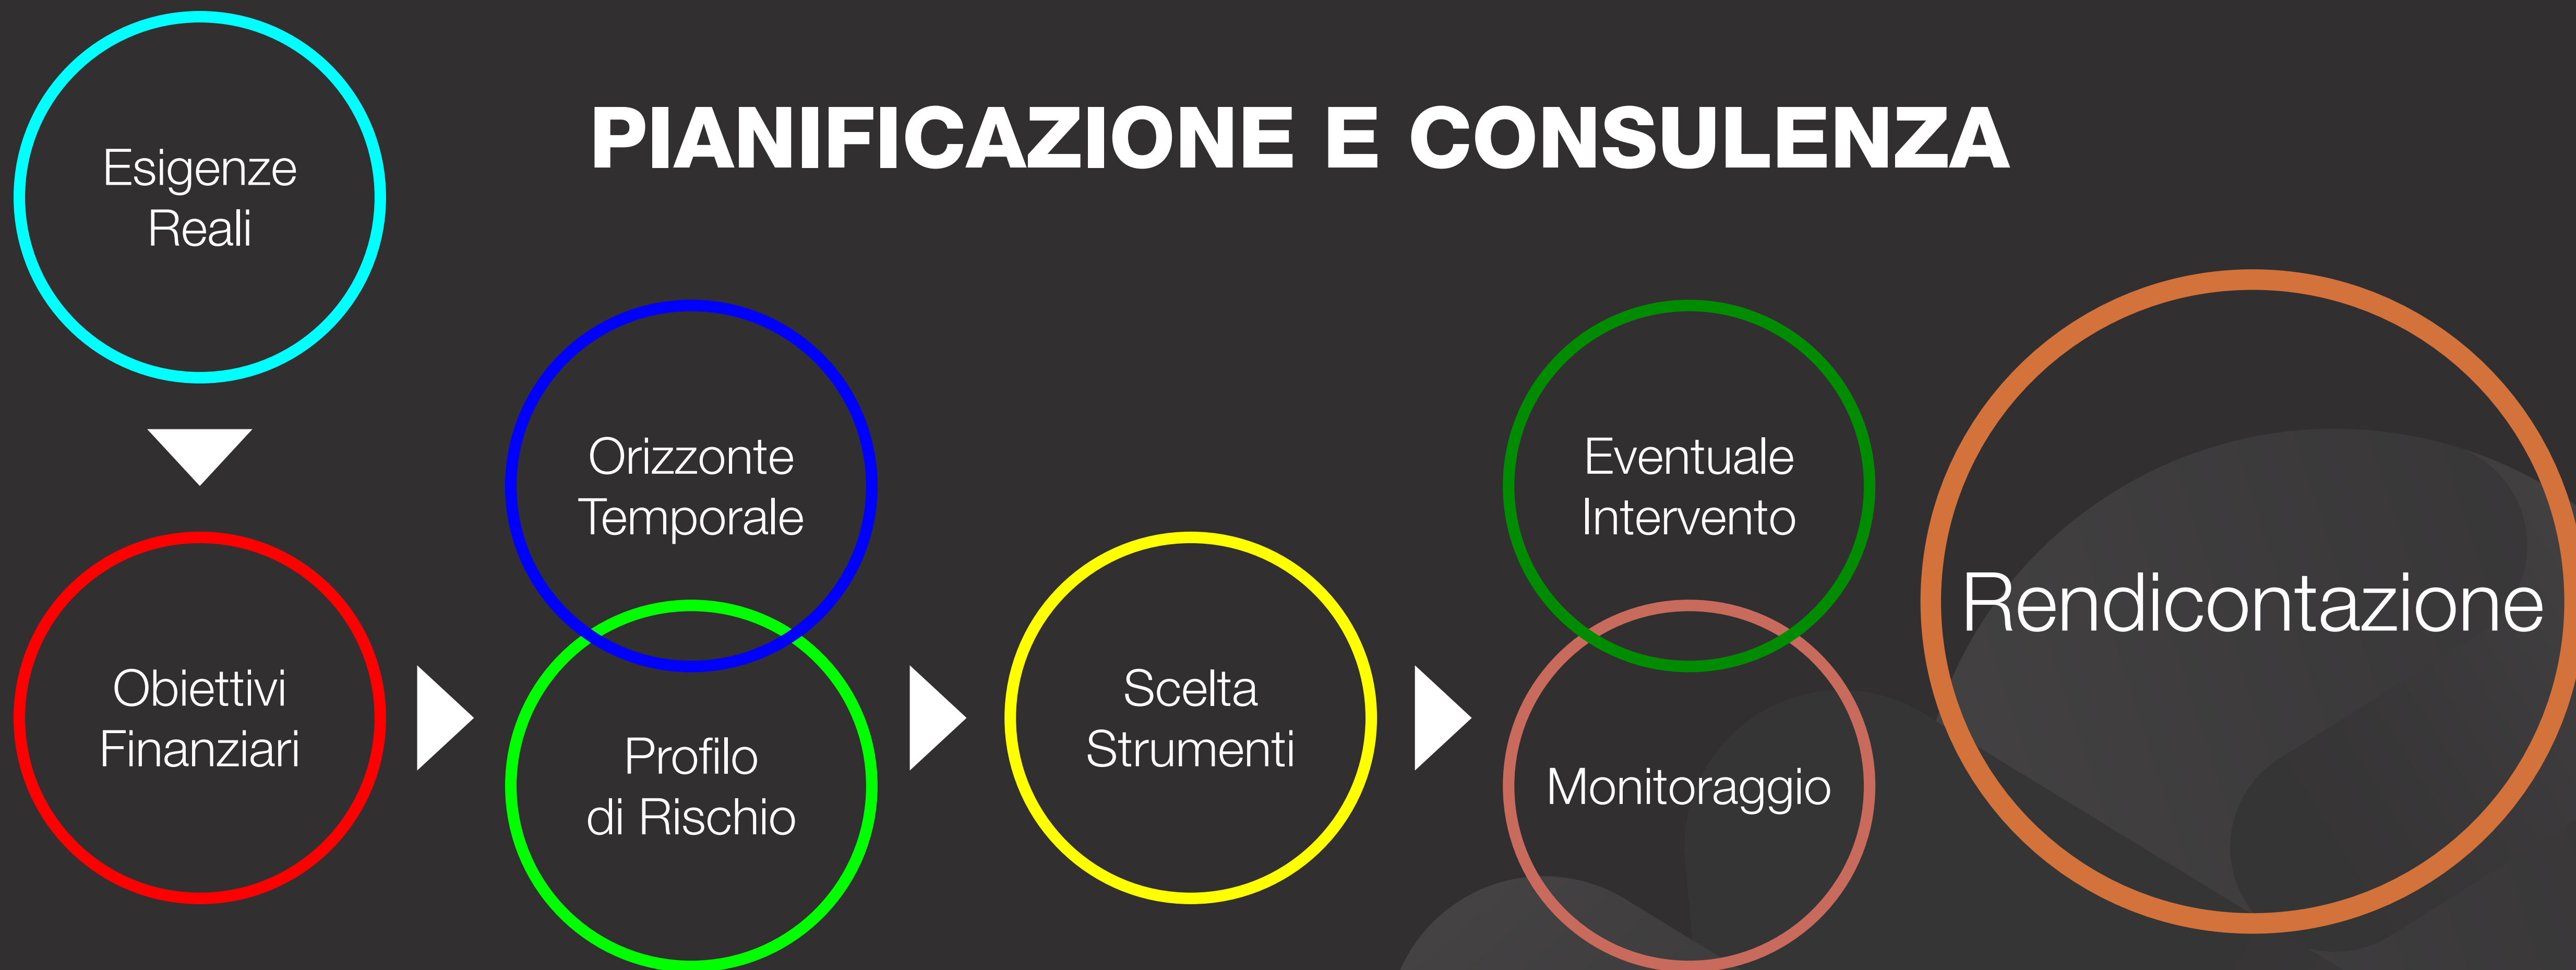 PIANIFICAZIONE E CONSULENZA
Esigenze
Reali
Obiettivi
Finanziari
Orizzonte
Temporale
Profilo
di Rischio
Scelta
Strumenti
Eventuale
Intervento
Monitoraggio
Rendicontazione